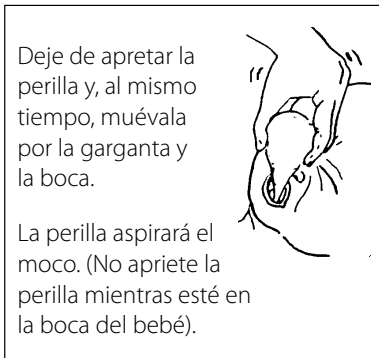 Deje de apretar la
perilla y, al mismo
tiempo, muévala
por la garganta y
la boca.
La perilla aspirará el
moco. (No apriete la
perilla mientras esté en
la boca del bebé).